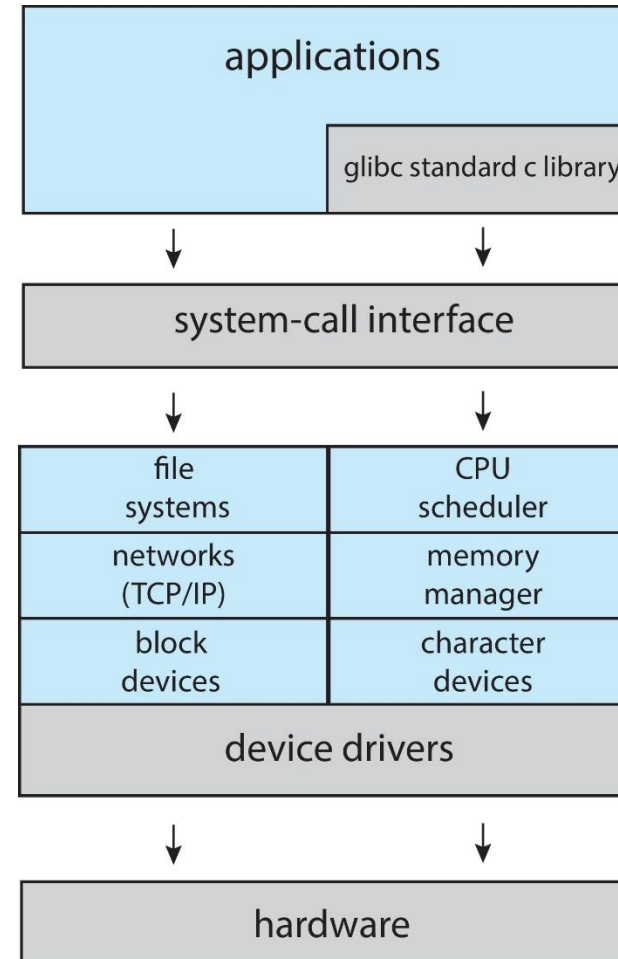 applications
glibc standard c library
system-call interface
file
systems
CPU
scheduler
networks
(TCP/IP)
memory
manager
block
devices
character
devices
device drivers
hardware